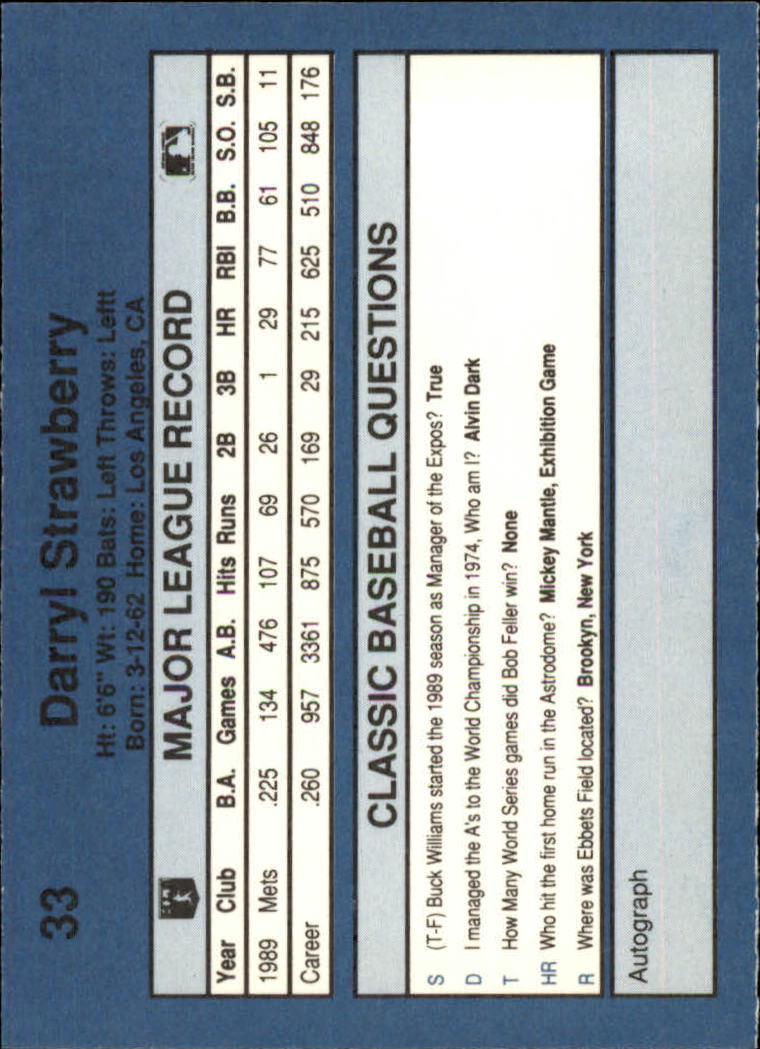 33 Darryl Strawberry
Ht: 6'6" Wt: 190 Bats: Left Throws: Leftt
Born: 3-12-62 Home: Los Angeles, CA
MAJOR LEAGUE RECORD
Year Club B.A. Games A.B. Hits Runs 2B 3B HR RBI B.B. S.O. S.B.
1989 Mets .225 134 476 107 69 26 1 29 77 61 105 11
Career .260 957 3361 875 570 169 29 215 625 510 848 176
CLASSIC BASEBALL QUESTIONS
S (T-F) Buck Williams started the 1989 season as Manager of the Expos? True
D I managed the A's to the World Championship in 1974, Who am I? Alvin Dark
T How Many World Series games did Bob Feller win? None
HR Who hit the first home run in the Astrodome? Mickey Mantle, Exhibition Game
R Where was Ebbets Field located? Brookyn, New York
Autograph